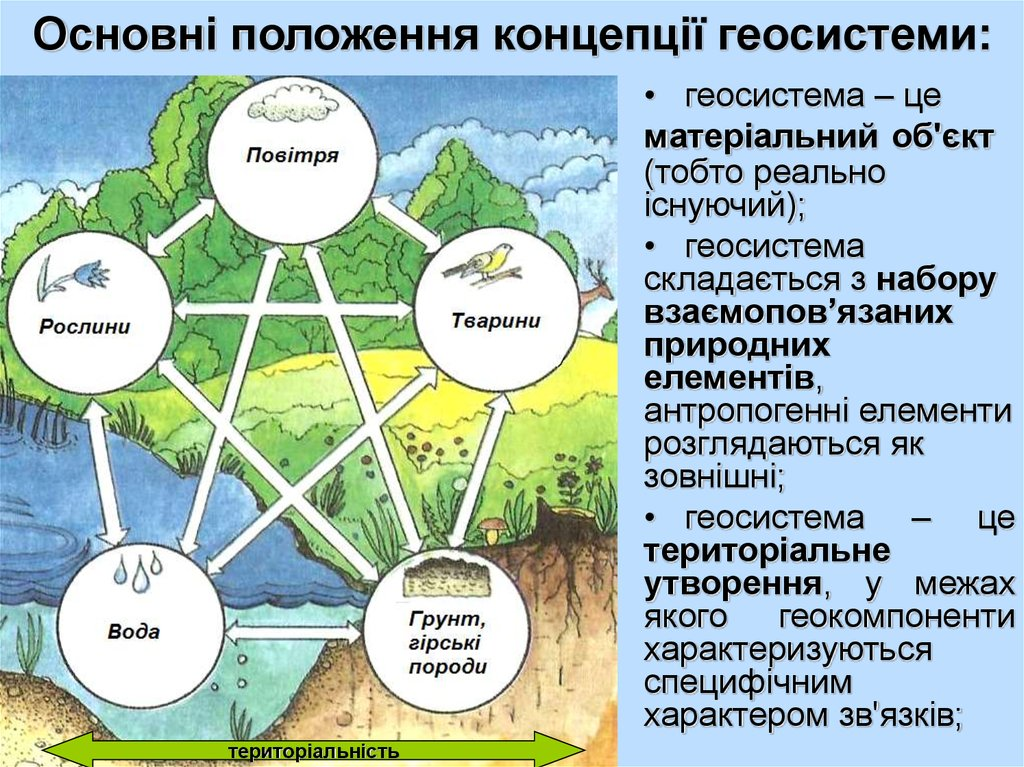 Основні положення концепції геосистеми:
Повітря
Рослини
Тварини
Вода
Грунт,
гірські
породи
територіальність
• геосистема – це
матеріальний об'єкт
(тобто реально
існуючий);
• геосистема
складається з набору
взаємопов’язаних
природних
елементів,
антропогенні елементи
розглядаються як
зовнішні;
• геосистема – це
територіальне
утворення, у межах
якого геокомпоненти
характеризуються
специфічним
характером зв'язків;